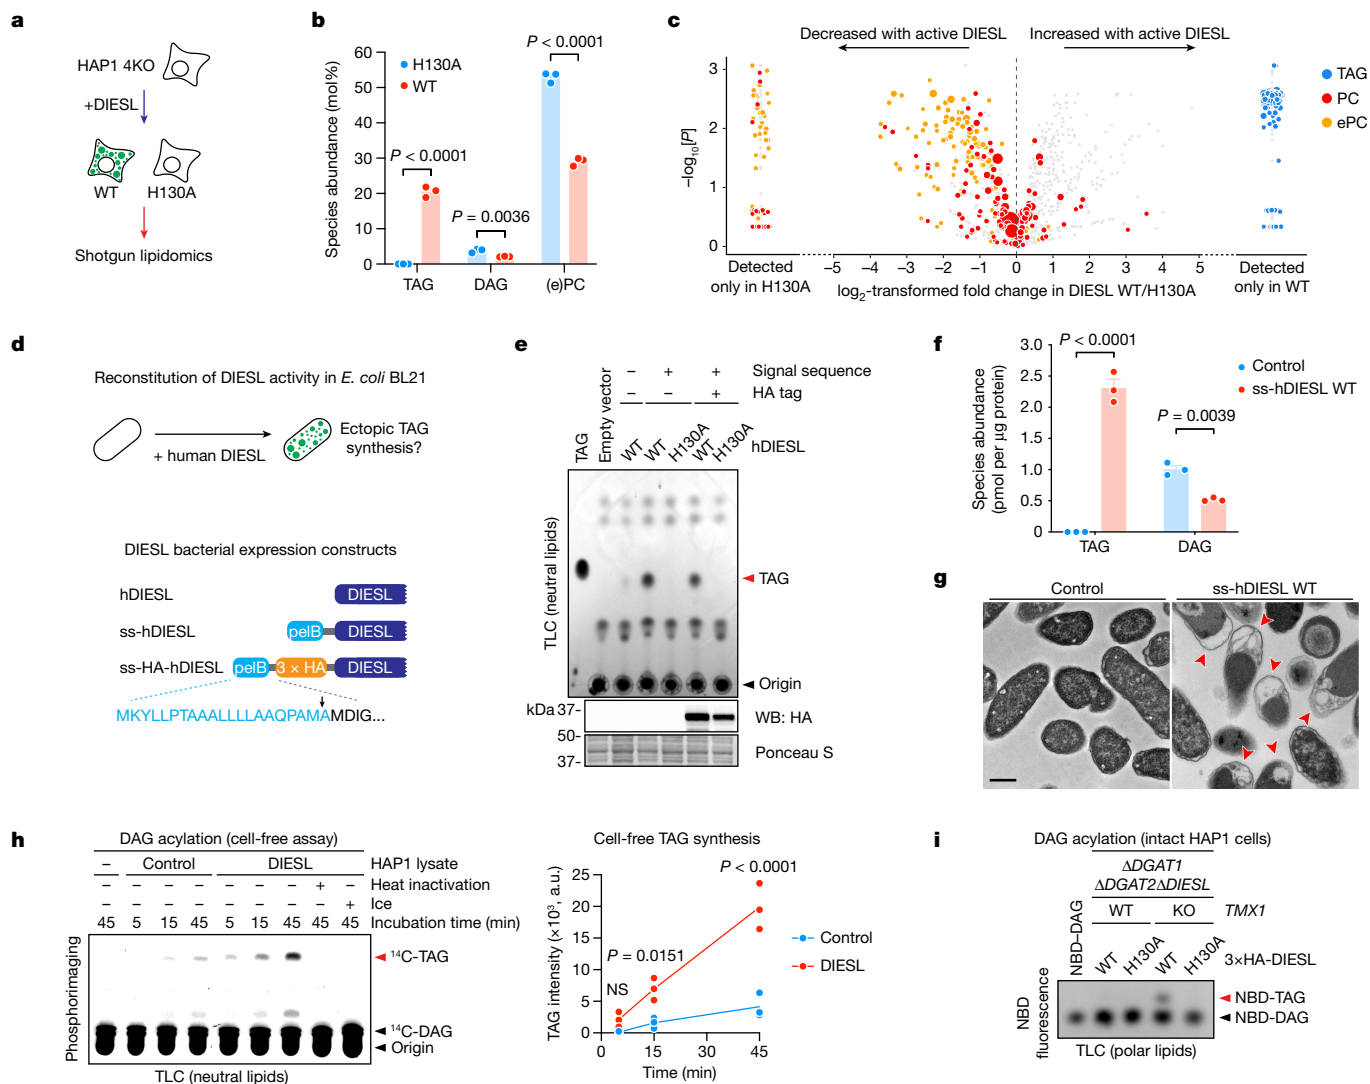 a
HAP1 4KO
+DIESL
WT
H130A
Shotgun lipidomics
b
P < 0.0001
H130A
WT
P < 0.0001
P = 0.0036
Species abundance (mol%)
60
50
40
30
20
10
0
TAG
DAG
(e)PC
c
Decreased with active DIESL
Increased with active DIESL
TAG
PC
ePC
–log10[P]
3
2
1
0
Detected only in H130A
–5
–4
–3
–2
–1
0
1
2
3
4
5
Detected only in WT
log2-transformed fold change in DIESL WT/H130A
d
Reconstitution of DIESL activity in E. coli BL21
+ human DIESL
Ectopic TAG synthesis?
DIESL bacterial expression constructs
hDIESL
DIESL
ss-hDIESL
pelB
DIESL
ss-HA-hDIESL
pelB
3 × HA
DIESL
MKYLLPTAAALLLLAAQPAMAMDIG...
e
– + + Signal sequence
– – + HA tag
TAG
Empty vector
WT
WT
H130A
WT
H130A
hDIESL
TLC (neutral lipids)
TAG
Origin
kDa
37-
WB: HA
50-
37-
Ponceau S
f
P < 0.0001
Control
ss-hDIESL WT
P = 0.0039
Species abundance
(pmol per µg protein)
3.0
2.5
2.0
1.5
1.0
0.5
0
TAG
DAG
g
Control
ss-hDIESL WT
h
DAG acylation (cell-free assay)
– Control DIESL HAP1 lysate
– – – – – – – + – Heat inactivation
– – – – – – – – + Ice
45 5 15 45 5 15 45 45 45 Incubation time (min)
Phosphorimaging
14C-TAG
14C-DAG
Origin
TLC (neutral lipids)
Cell-free TAG synthesis
P < 0.0001
P = 0.0151
NS
Control
DIESL
TAG intensity (×10³, a.u.)
25
20
15
10
5
0
0
15
30
45
Time (min)
i
DAG acylation (intact HAP1 cells)
ΔDGAT1
ΔDGAT2ΔDIESL
WT KO TMX1
NBD–DAG
WT
H130A
WT
H130A
3×HA-DIESL
NBD
fluorescence
NBD-TAG
NBD-DAG
TLC (polar lipids)